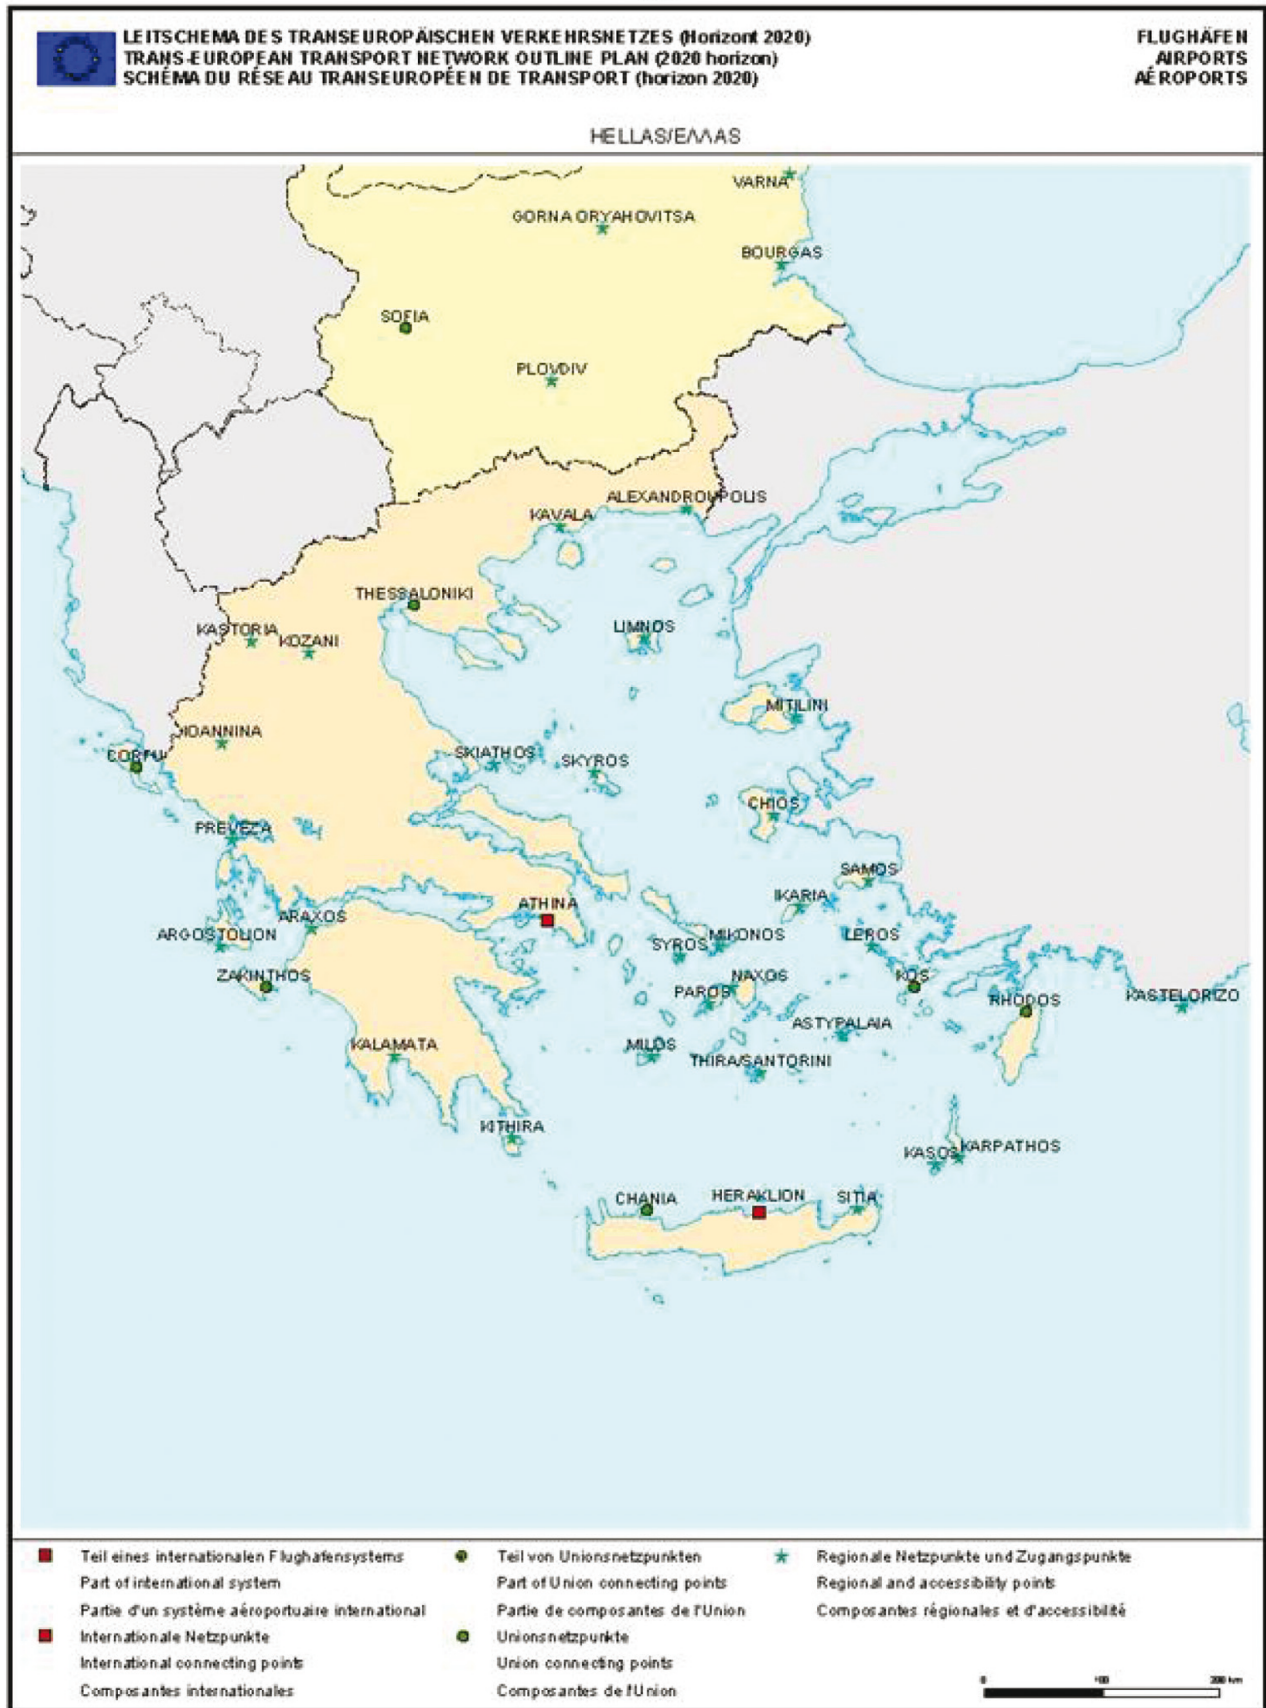 LEITSCHEMA DES TRANSEUROPÄISCHEN VERKEHRSNETZES (Horizont 2020)
TRANS-EUROPEAN TRANSPORT NETWORK OUTLINE PLAN (2020 horizon)
SCHÉMA DU RÉSEAU TRANSEUROPÉEN DE TRANSPORT (horizon 2020)
FLUGHÄFEN
AIRPORTS
AÉROPORTS
HELLAS/EΛΛAS
VARNA
GORNA ORYAHOVITSA
BOURGAS
SOFIA
PLOVDIV
ALEXANDROUPOLIS
KAVALA
THESSALONIKI
KASTORIA
KOZANI
LIMNOS
MITILINI
IOANNINA
CORFU
SKIATHOS
SKYROS
CHIOS
PREVEZA
SAMOS
IKARIA
ATHINA
ARAXOS
ARGOSTOLION
MIKONOS
SYROS
LEROS
ZAKINTHOS
NAXOS
KOS
PAROS
RHODOS
KASTELORIZO
ASTYPALAIA
KALAMATA
MILOS
THIRA/SANTORINI
KITHIRA
KASOS
KARPATHOS
CHANIA
HERAKLION
SITIA
Teil eines internationalen Flughafensystems
Part of international system
Partie d'un système aéroportuaire international
Internationale Netzpunkte
International connecting points
Composantes internationales
Teil von Unionsnetzpunkten
Part of Union connecting points
Partie de composantes de l'Union
Unionsnetzpunkte
Union connecting points
Composantes de l'Union
Regionale Netzpunkte und Zugangspunkte
Regional and accessibility points
Composantes régionales et d'accessibilité
0 100 200 km